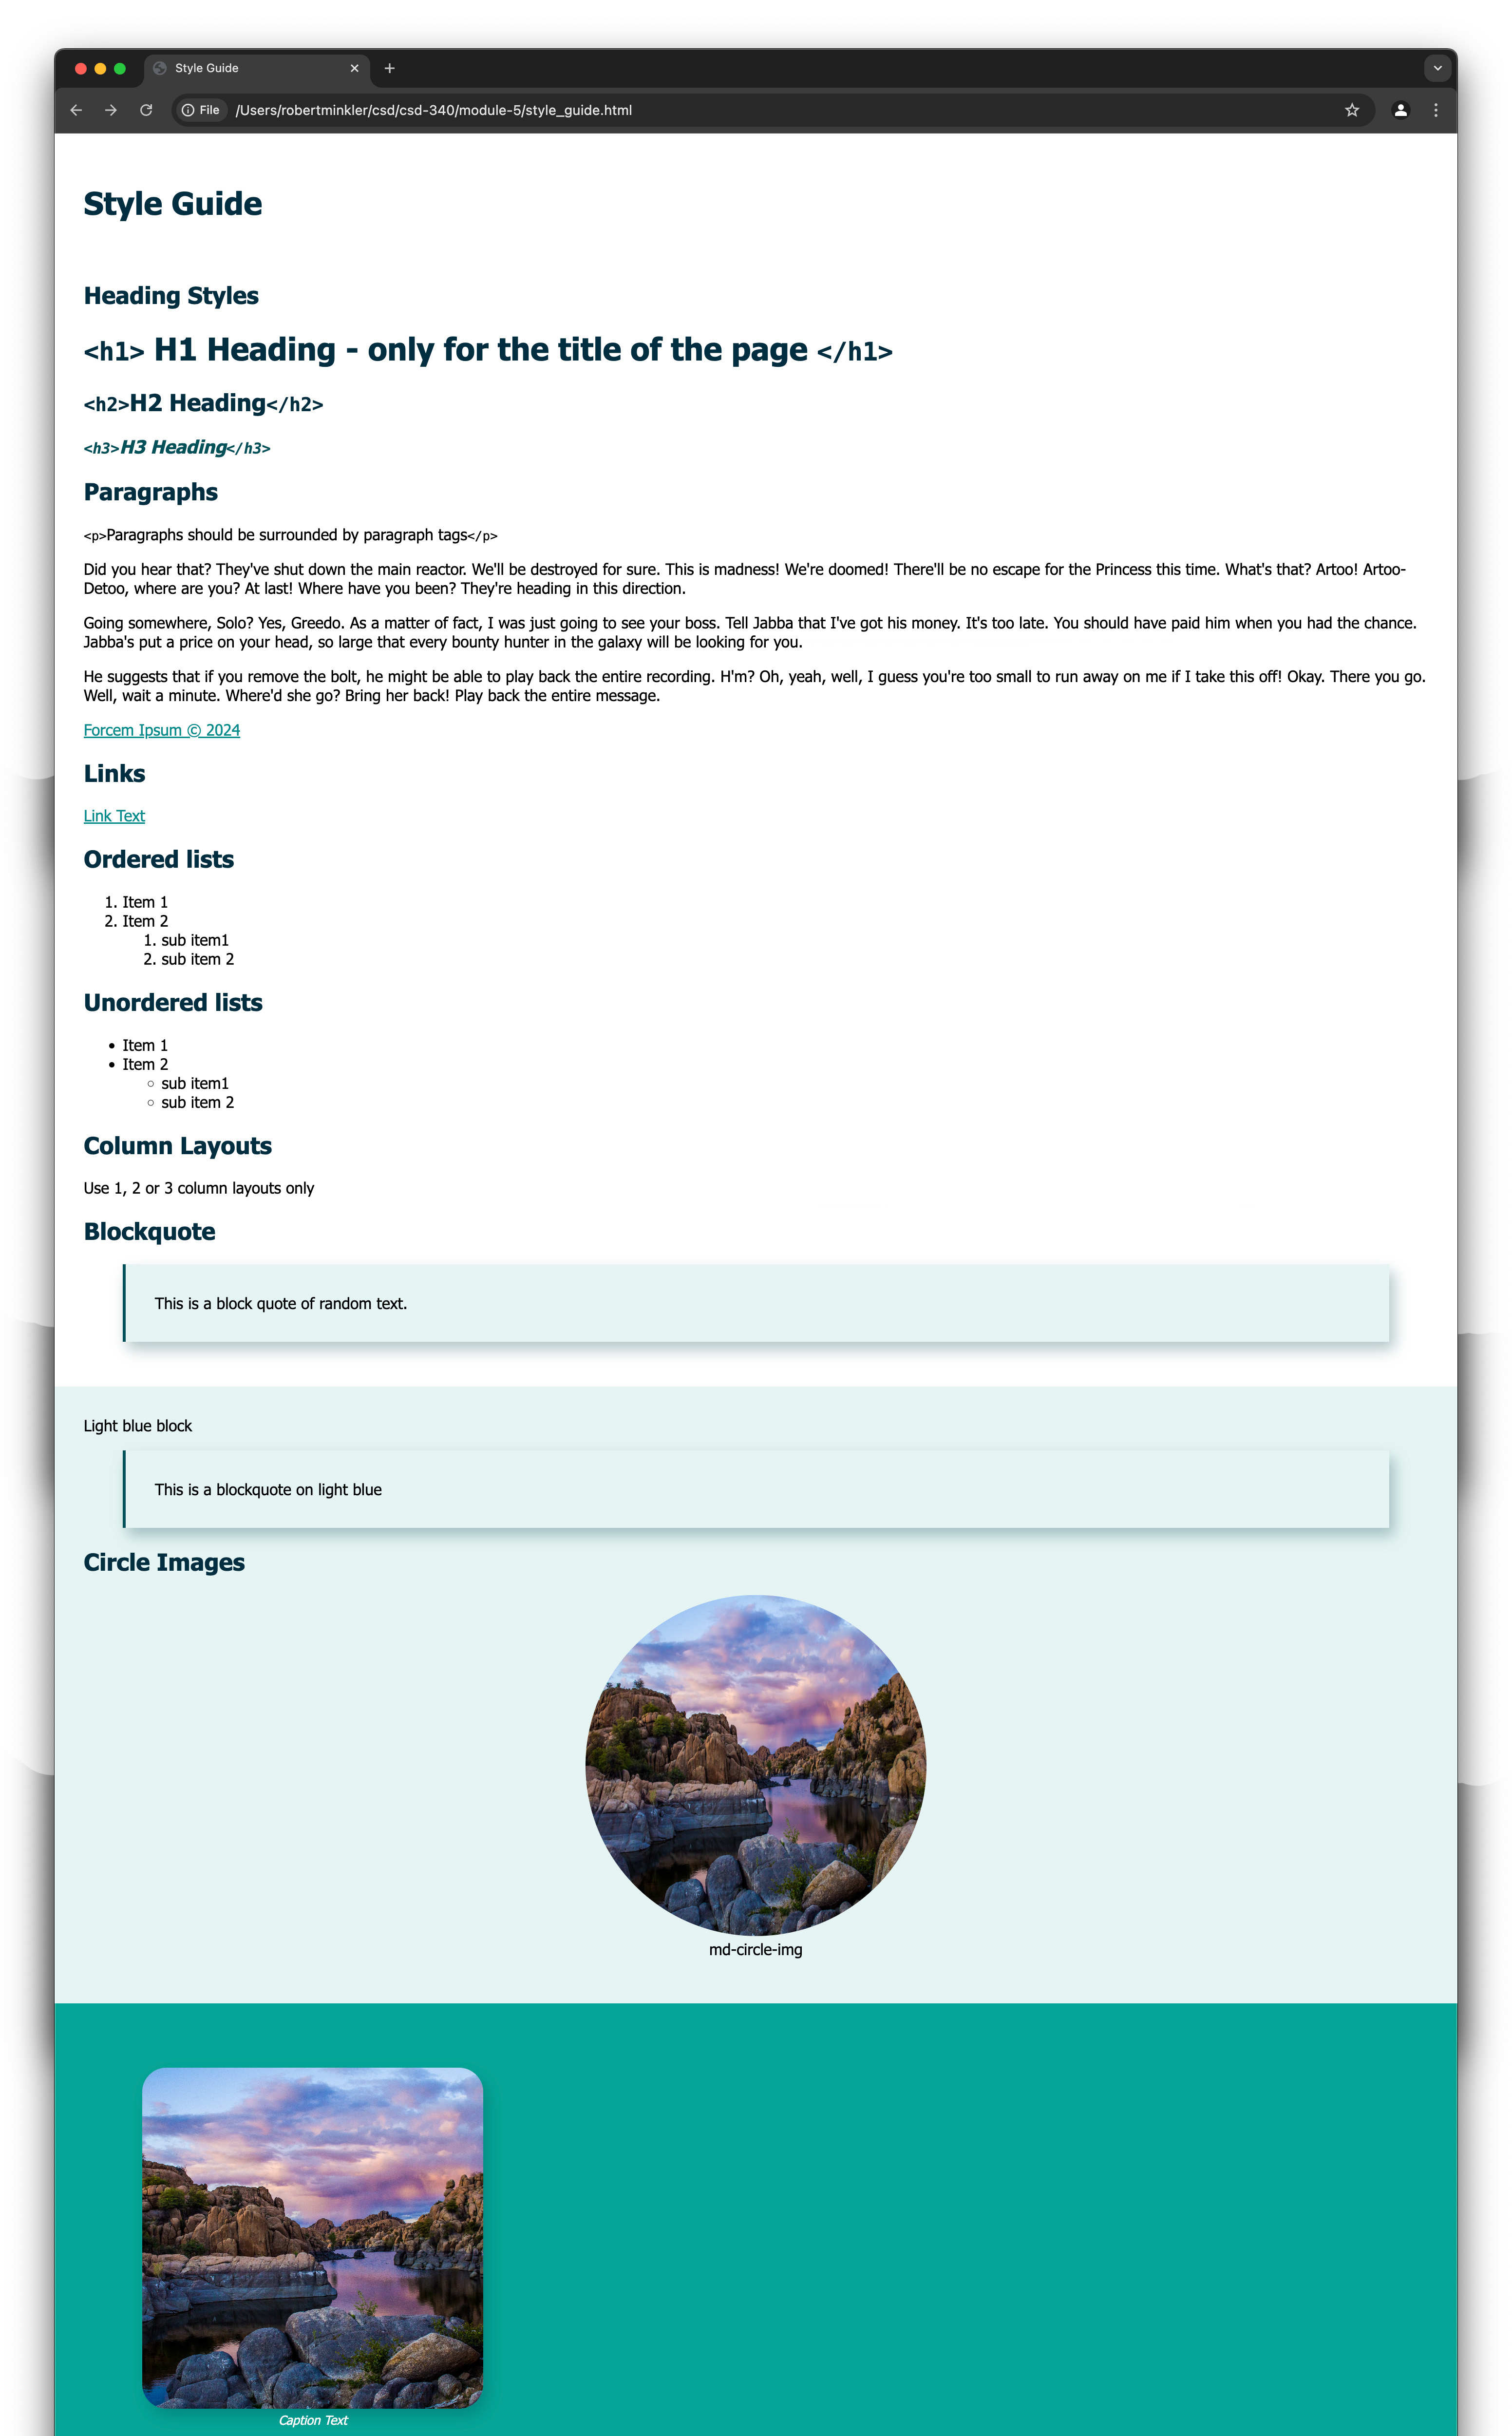 Style Guide
File /Users/robertminkler/csd/csd-340/module-5/style_guide.html
Style Guide
Heading Styles
<h1> H1 Heading - only for the title of the page </h1>
<h2>H2 Heading</h2>
<h3>H3 Heading</h3>
Paragraphs
<p>Paragraphs should be surrounded by paragraph tags</p>
Did you hear that? They've shut down the main reactor. We'll be destroyed for sure. This is madness! We're doomed! There'll be no escape for the Princess this time. What's that? Artoo! Artoo-
Detoo, where are you? At last! Where have you been? They're heading in this direction.
Going somewhere, Solo? Yes, Greedo. As a matter of fact, I was just going to see your boss. Tell Jabba that I've got his money. It's too late. You should have paid him when you had the chance.
Jabba's put a price on your head, so large that every bounty hunter in the galaxy will be looking for you.
He suggests that if you remove the bolt, he might be able to play back the entire recording. H'm? Oh, yeah, well, I guess you're too small to run away on me if I take this off! Okay. There you go.
Well, wait a minute. Where'd she go? Bring her back! Play back the entire message.
Forcem Ipsum © 2024
Links
Link Text
Ordered lists
1. Item 1
2. Item 2
1. sub item1
2. sub item 2
Unordered lists
• Item 1
• Item 2
◦ sub item1
◦ sub item 2
Column Layouts
Use 1, 2 or 3 column layouts only
Blockquote
This is a block quote of random text.
Light blue block
This is a blockquote on light blue
Circle Images
md-circle-img
Caption Text